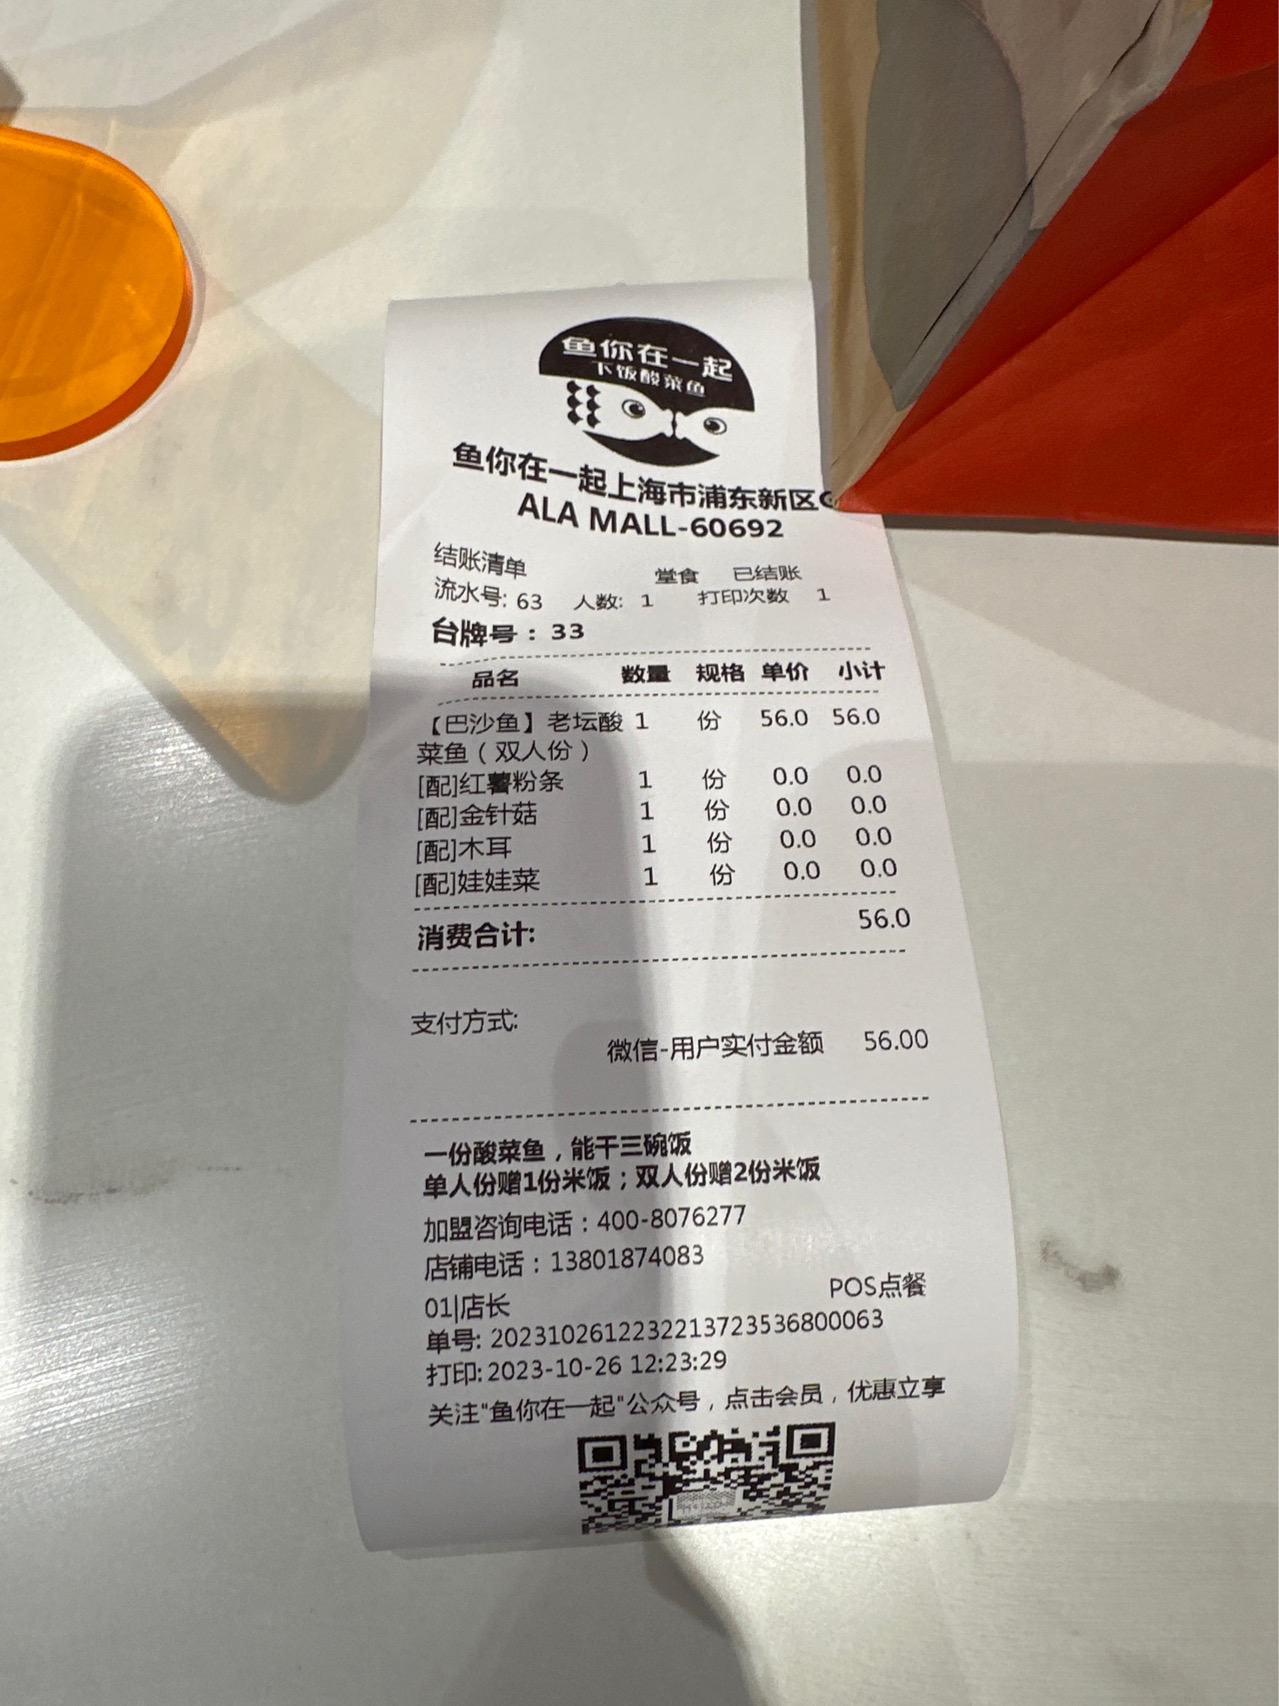 鱼你在一起
下饭酸菜鱼
鱼你在一起上海市浦东新区G
ALA MALL-60692
结账清单 堂食 已结账
流水号: 63 人数: 1 打印次数 1
台牌号：33
品名 数量 规格 单价 小计
【巴沙鱼】老坛酸 1 份 56.0 56.0
菜鱼（双人份）
[配]红薯粉条 1 份 0.0 0.0
[配]金针菇 1 份 0.0 0.0
[配]木耳 1 份 0.0 0.0
[配]娃娃菜 1 份 0.0 0.0
消费合计: 56.0
支付方式:
微信-用户实付金额 56.00
一份酸菜鱼，能干三碗饭
单人份赠1份米饭；双人份赠2份米饭
加盟咨询电话：400-8076277
店铺电话：13801874083
01|店长 POS点餐
单号: 20231026122322137235368​00063
打印: 2023-10-26 12:23:29
关注"鱼你在一起"公众号，点击会员，优惠立享